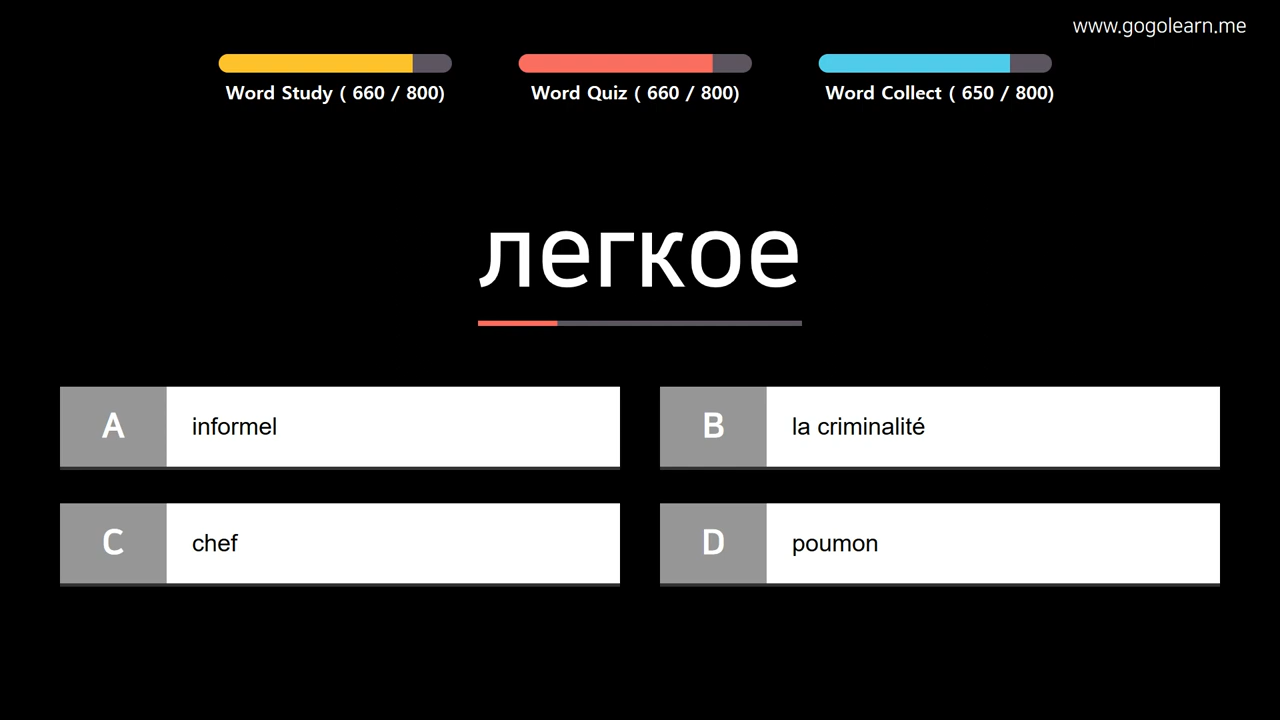 www.gogolearn.me
Word Study ( 660 / 800)
Word Quiz ( 660 / 800)
Word Collect ( 650 / 800)
легкое
A informel
B la criminalité
C chef
D poumon